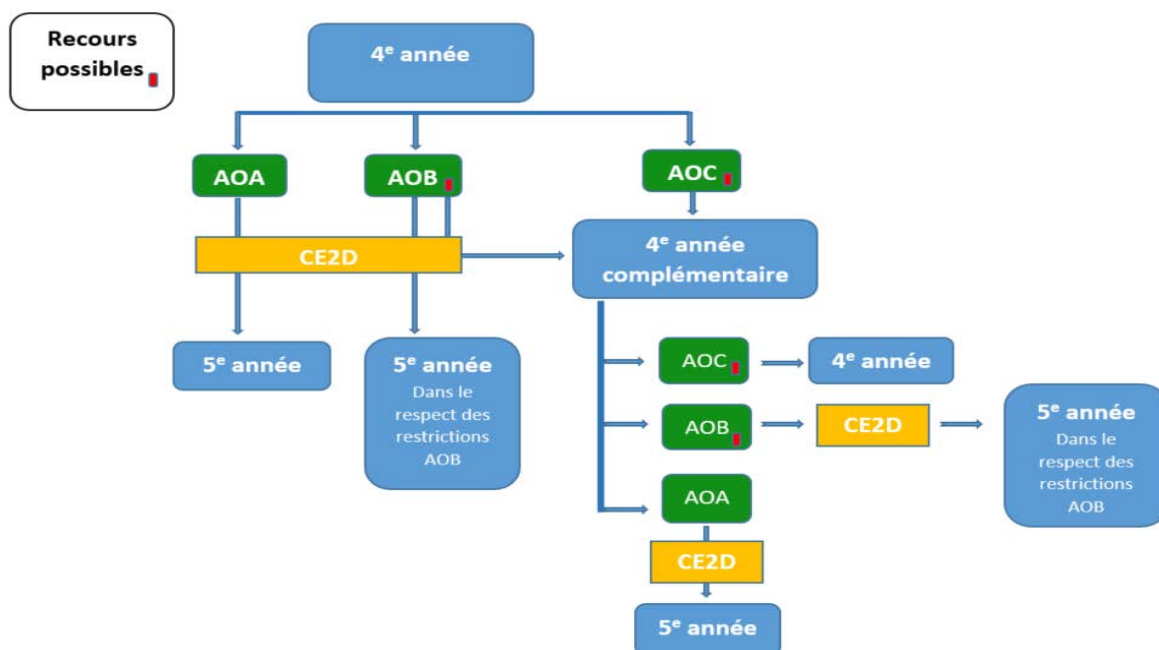 Recours
possibles
4e année
AOA
AOB
AOC
CE2D
4e année
complémentaire
5e année
5e année
Dans le
respect des
restrictions
AOB
AOC
4e année
AOB
CE2D
5e année
Dans le
respect des
restrictions
AOB
AOA
CE2D
5e année